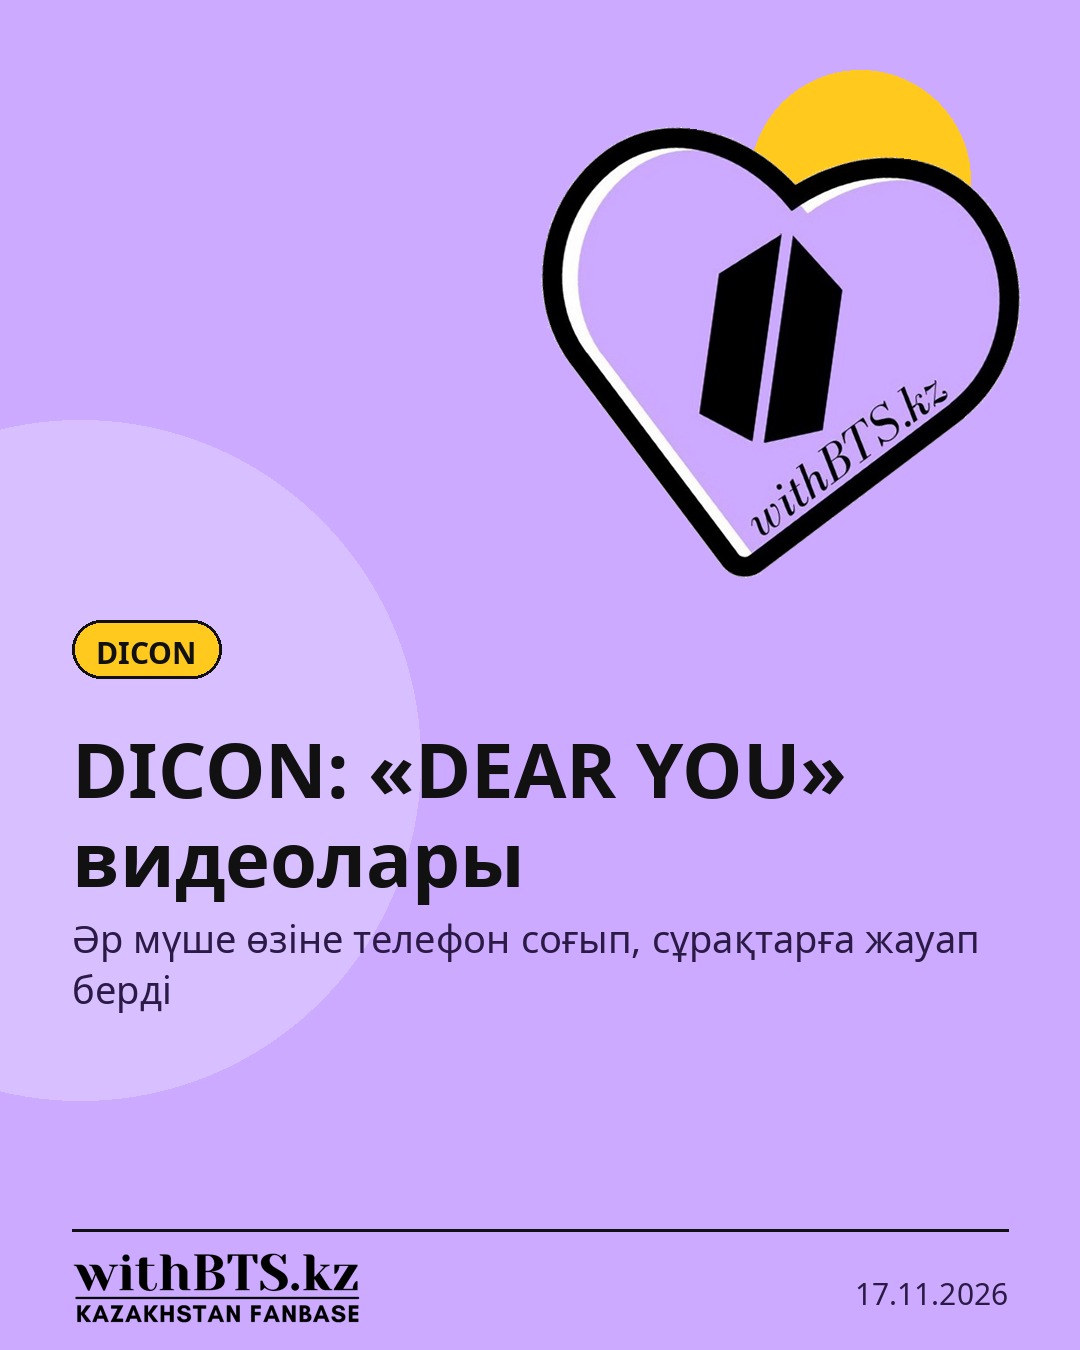 withBTS.kz
DICON
DICON: «DEAR YOU»
видеолары
Әр мүше өзіне телефон соғып, сұрақтарға жауап
берді
withBTS.kz
KAZAKHSTAN FANBASE
17.11.2026